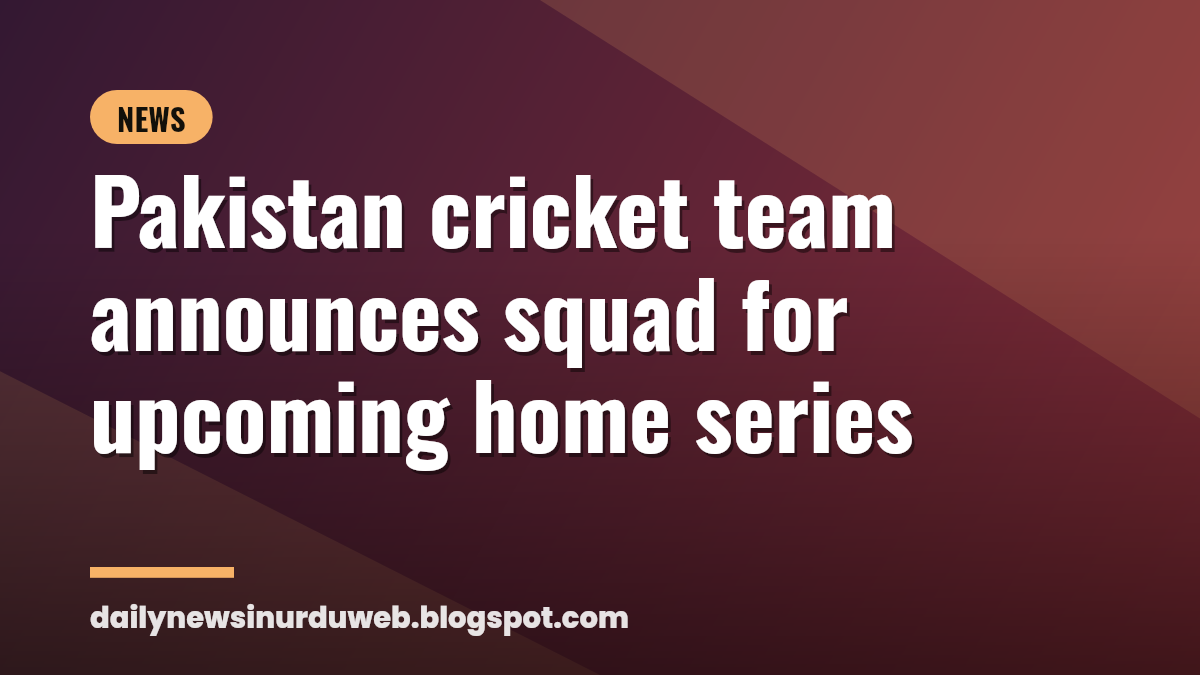 NEWS
Pakistan cricket team
announces squad for
upcoming home series
dailynewsinurduweb.blogspot.com